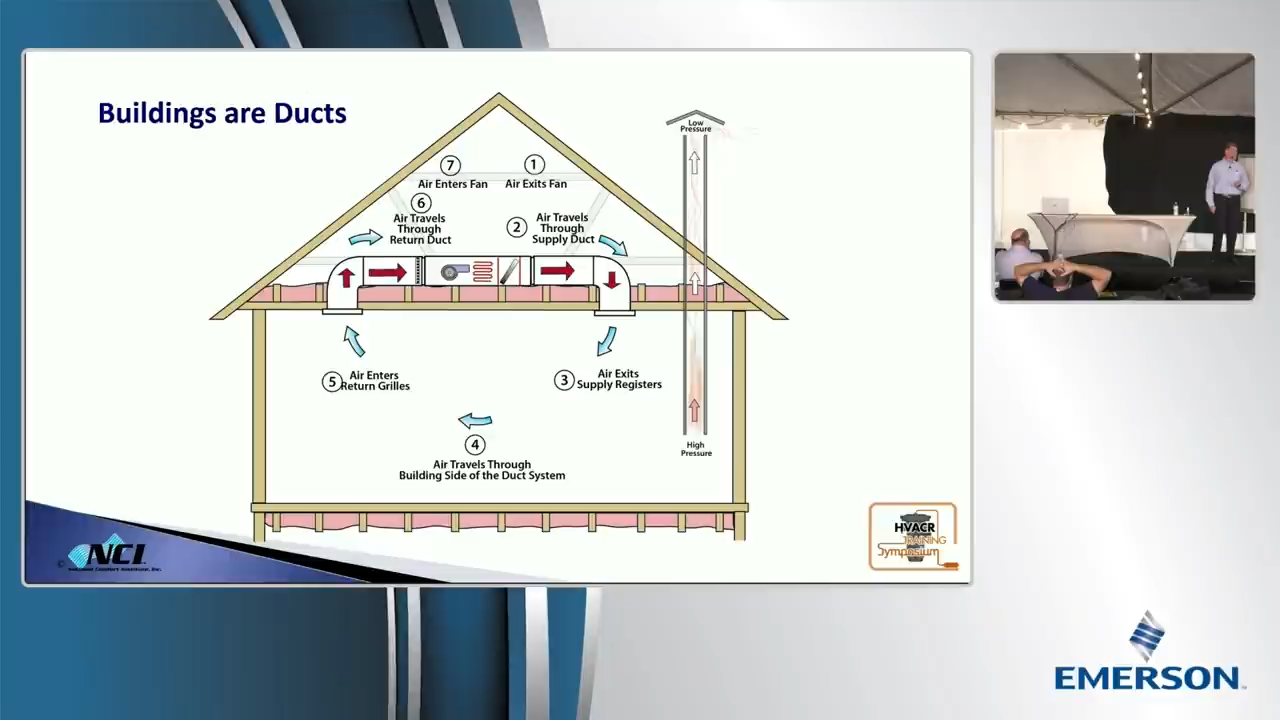 Buildings are Ducts
7
Air Enters Fan
1
Air Exits Fan
6
Air Travels
Through
Return Duct
2
Air Travels
Through
Supply Duct
Low
Pressure
5
Air Enters
Return Grilles
3
Air Exits
Supply Registers
4
Air Travels Through
Building Side of the Duct System
High
Pressure
© NCI
HVACR
TRAINING
Symposium
EMERSON